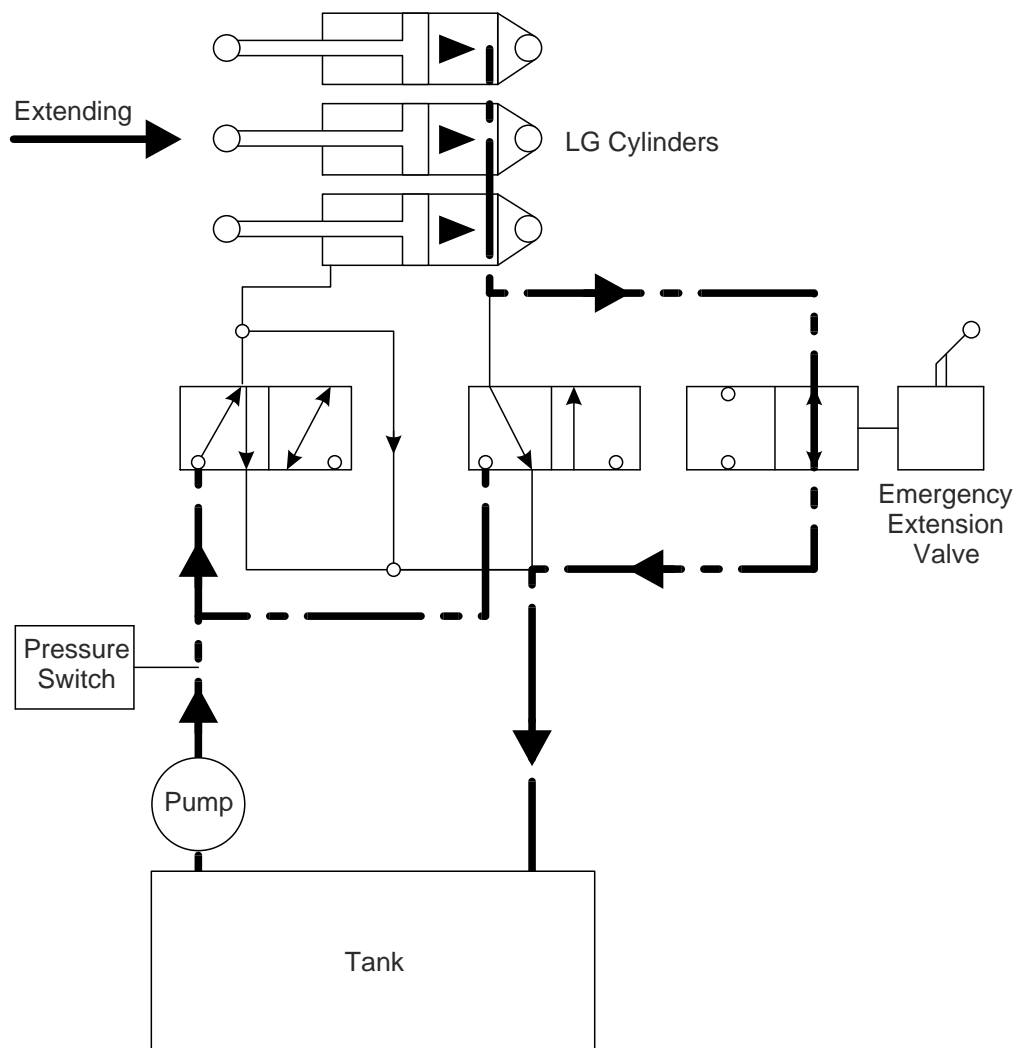 Extending
LG Cylinders
Emergency
Extension
Valve
Pressure
Switch
Pump
Tank